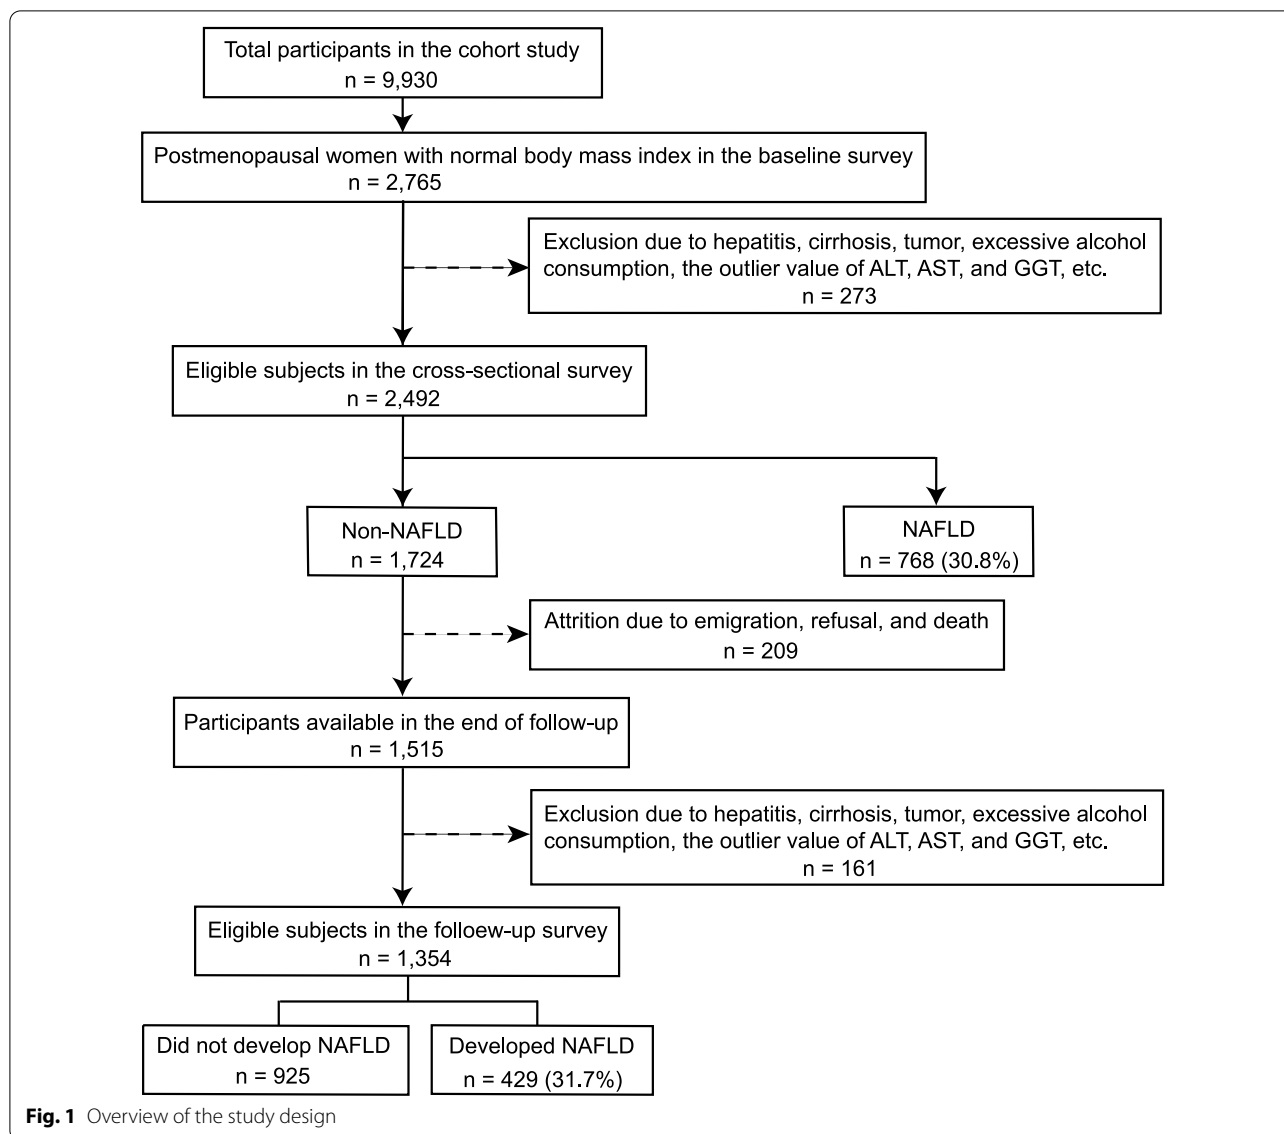 Total participants in the cohort study
n = 9,930
Postmenopausal women with normal body mass index in the baseline survey
n = 2,765
Exclusion due to hepatitis, cirrhosis, tumor, excessive alcohol
consumption, the outlier value of ALT, AST, and GGT, etc.
n = 273
Eligible subjects in the cross-sectional survey
n = 2,492
Non-NAFLD
n = 1,724
NAFLD
n = 768 (30.8%)
Attrition due to emigration, refusal, and death
n = 209
Participants available in the end of follow-up
n = 1,515
Exclusion due to hepatitis, cirrhosis, tumor, excessive alcohol
consumption, the outlier value of ALT, AST, and GGT, etc.
n = 161
Eligible subjects in the folloew-up survey
n = 1,354
Did not develop NAFLD
n = 925
Developed NAFLD
n = 429 (31.7%)
Fig. 1 Overview of the study design